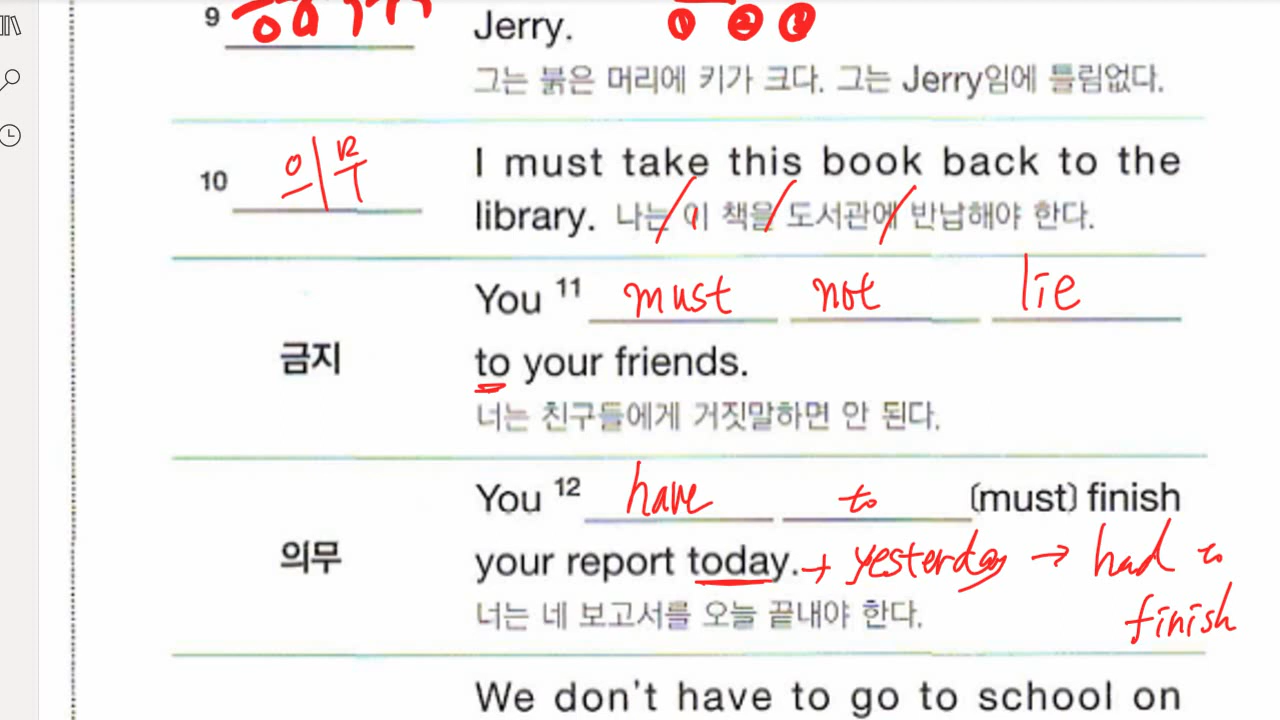 9 Jerry. ① ② ③
그는 붉은 머리에 키가 크다. 그는 Jerry임에 틀림없다.
10 의무 I must take this book back to the
library. 나는 이 책을 도서관에 반납해야 한다.
You 11 must not lie
금지 to your friends.
너는 친구들에게 거짓말하면 안 된다.
You 12 have to (must) finish
의무 your report today. + yesterday → had to
finish
너는 네 보고서를 오늘 끝내야 한다.
We don't have to go to school on